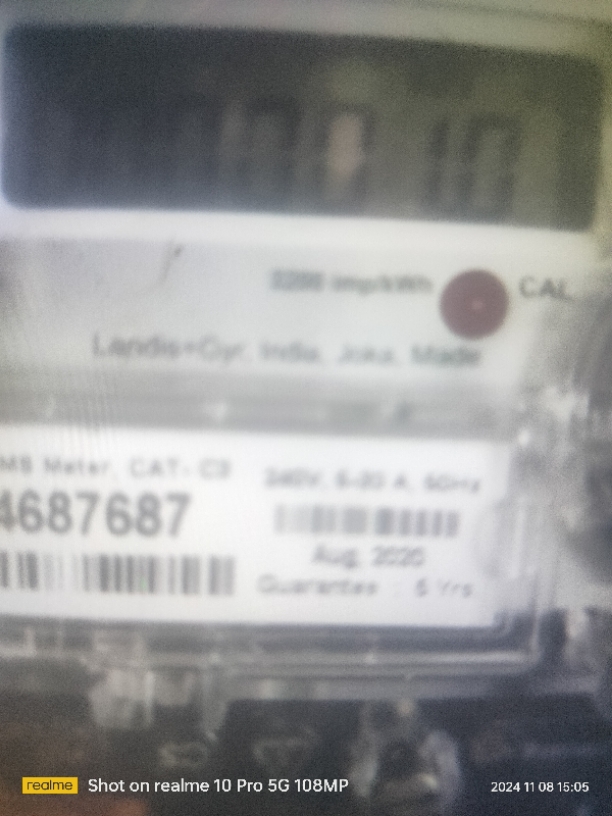 3200 imp/kWh CAL
Landis+Gyr, India, Joka, Made
MS Meter, CAT- C3
240V, 5-30 A, 50Hz
4687687
Aug, 2020
Guarantee : 5 Yrs
realme Shot on realme 10 Pro 5G 108MP
2024 11 08 15:05